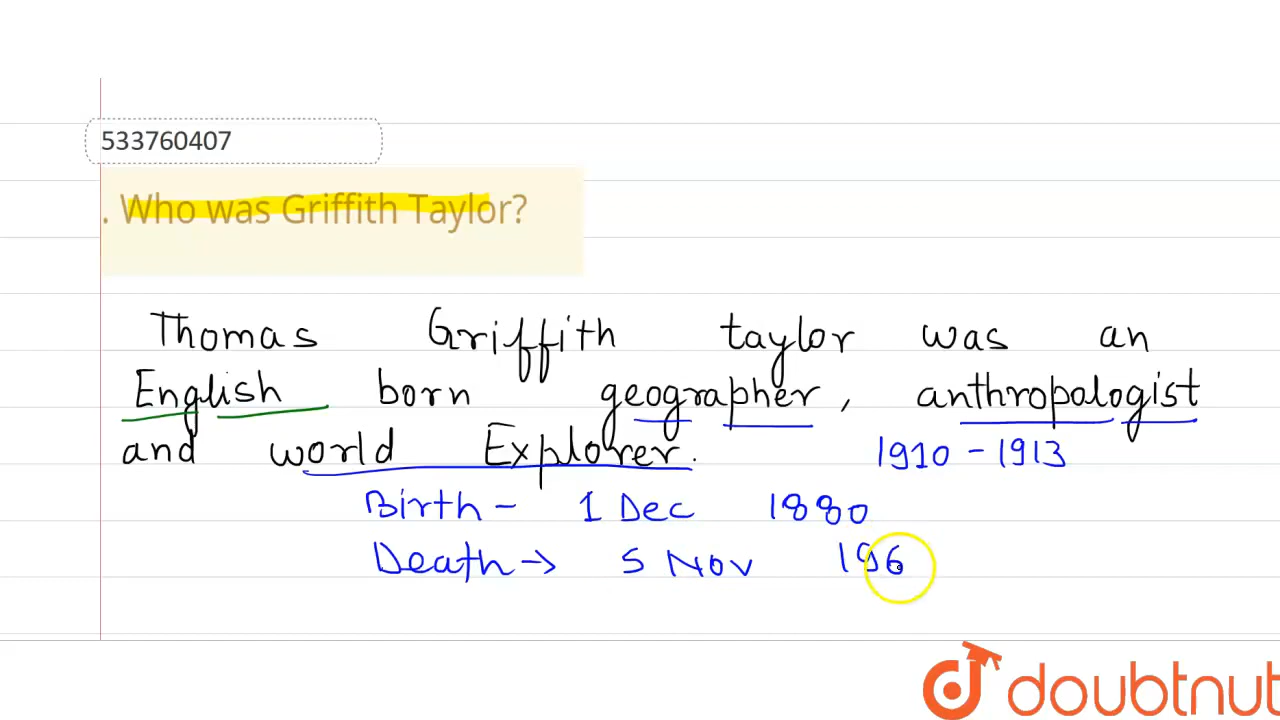 533760407
. Who was Griffith Taylor?
Thomas Griffith taylor was an
English born geographer, anthropologist
and world Explorer. 1910 - 1913
Birth - 1 Dec 1880
Death → 5 Nov 196
doubtnut